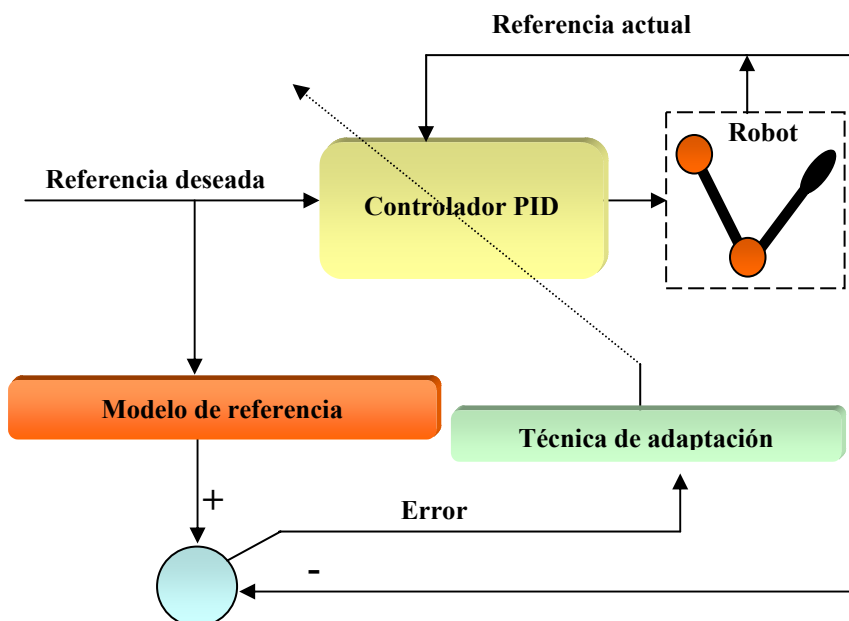 Referencia actual
Robot
Referencia deseada
Controlador PID
Modelo de referencia
Técnica de adaptación
+
Error
-